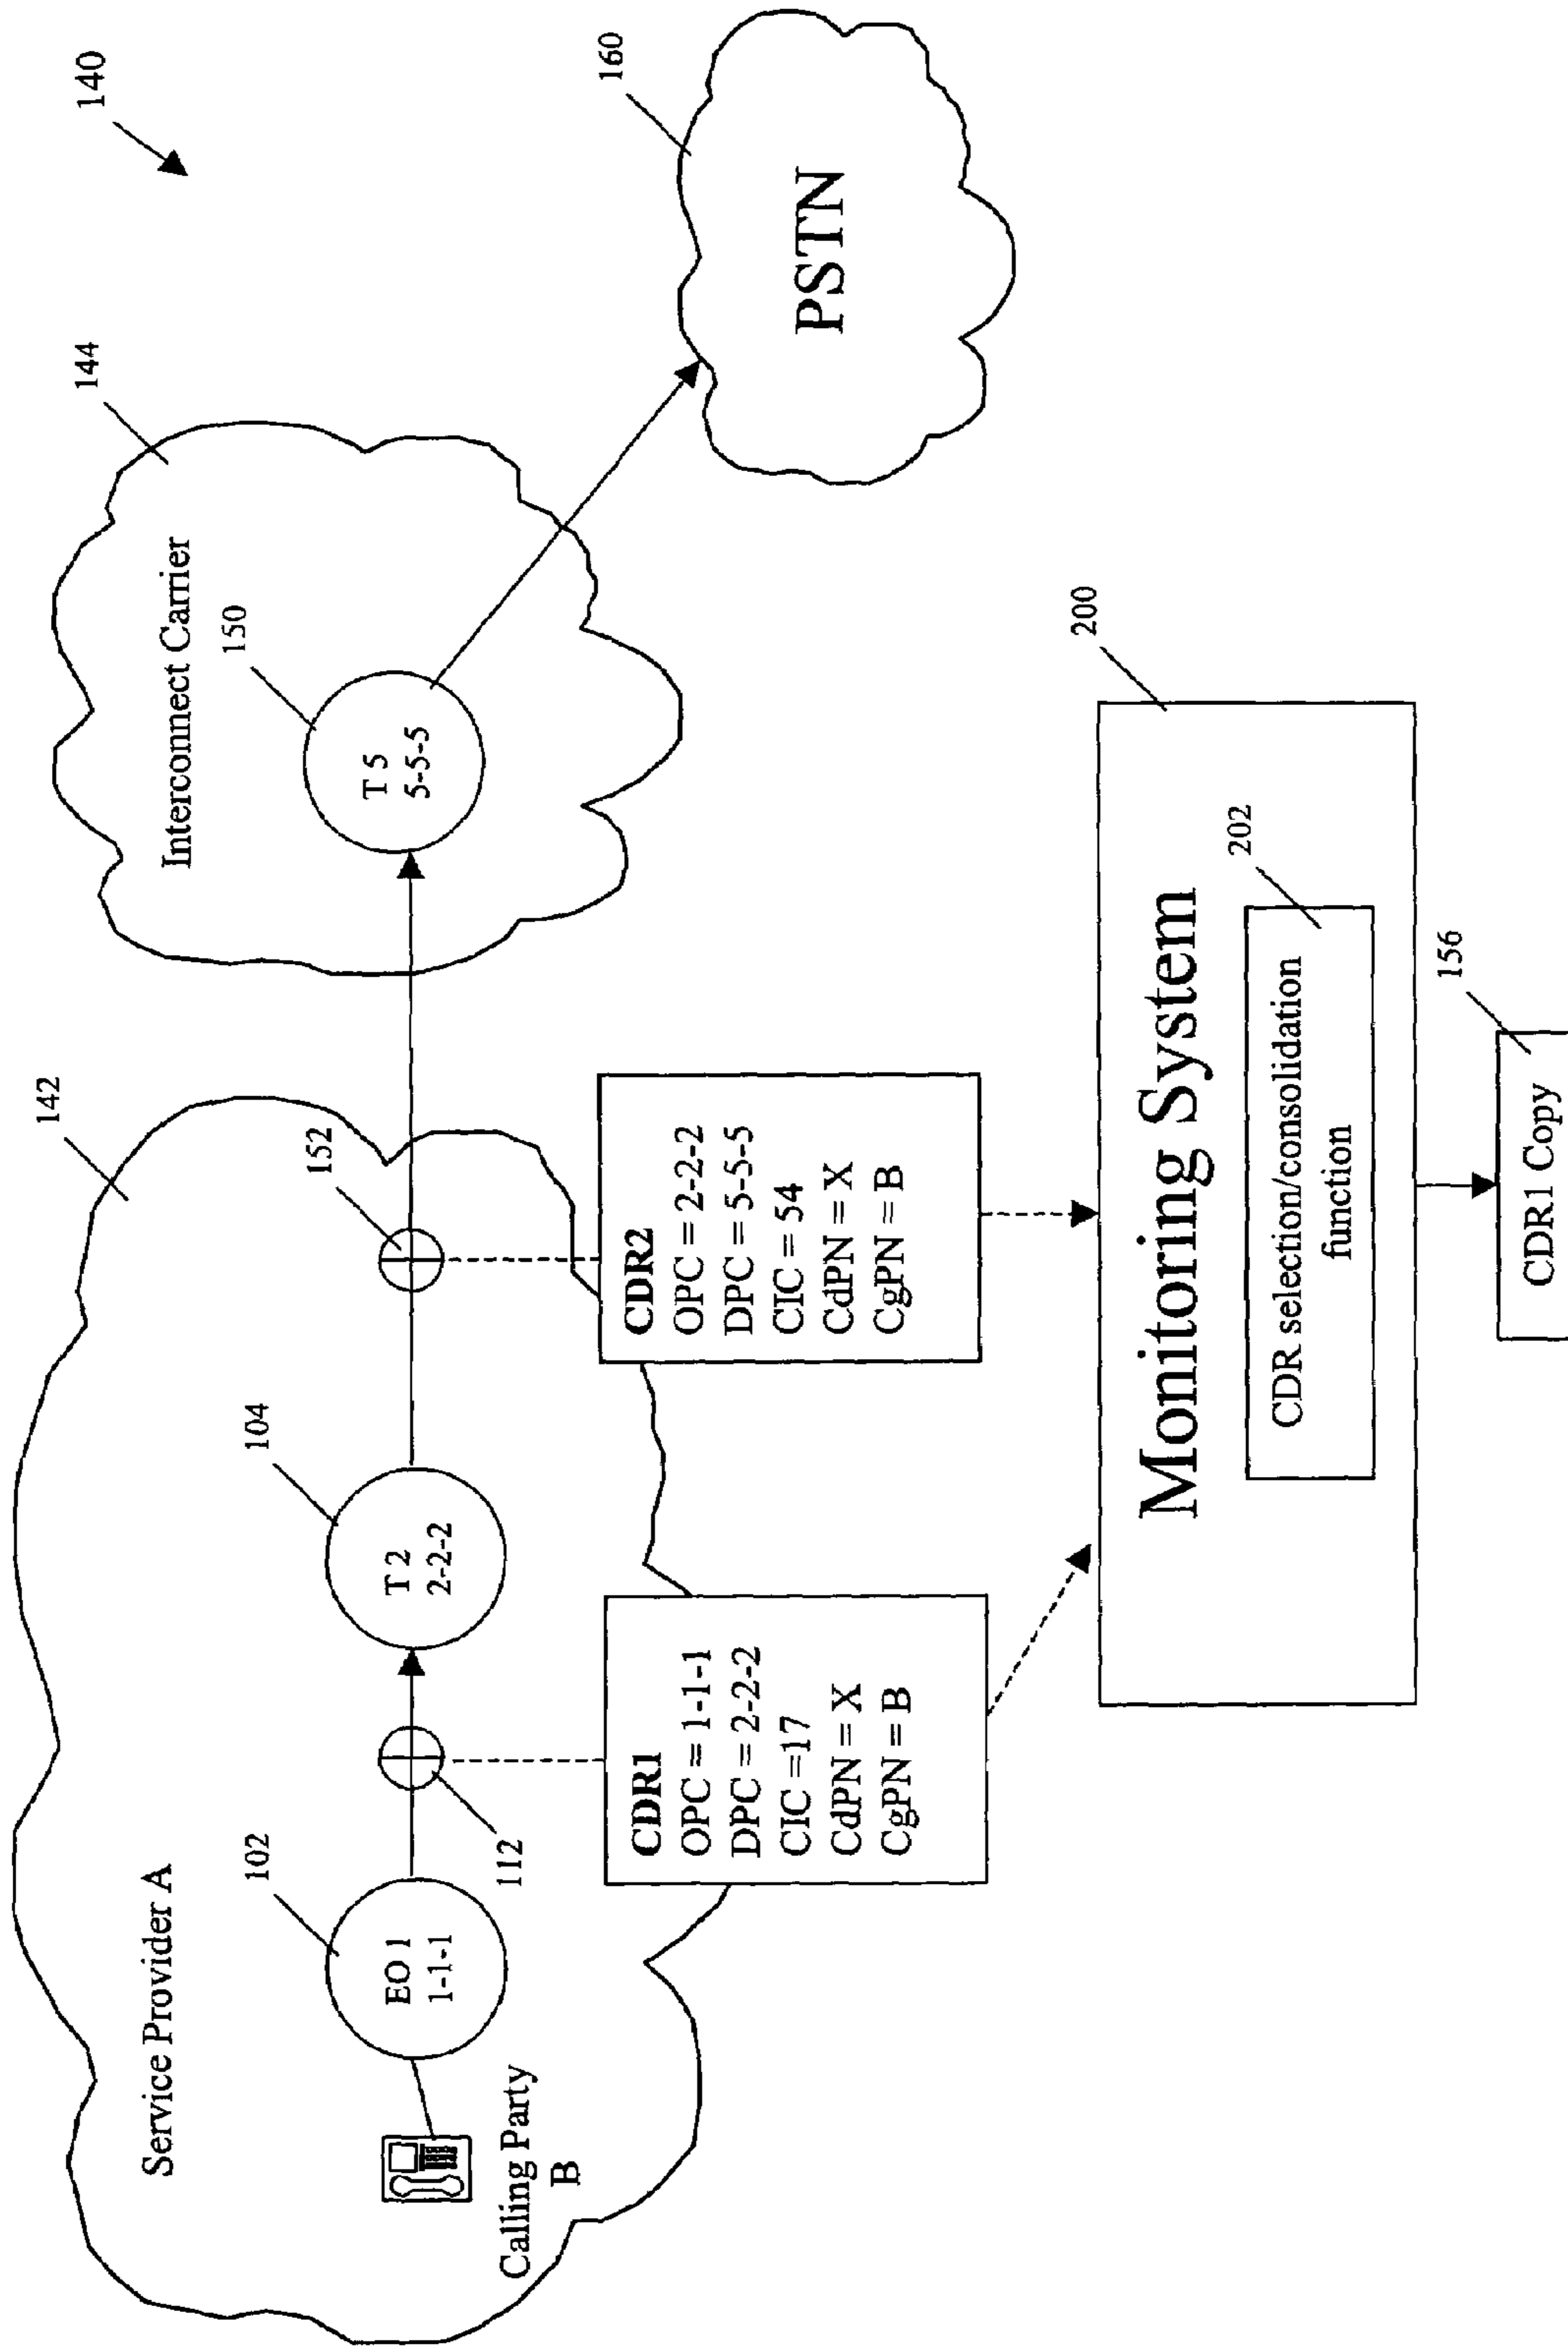 140
142
144
Service Provider A
Interconnect Carrier
102
104
152
150
160
EO 1
1-1-1
T 2
2-2-2
T 5
5-5-5
PSTN
Calling Party
B
112
CDR1
OPC = 1-1-1
DPC = 2-2-2
CIC =17
CdPN = X
CgPN = B
CDR2
OPC = 2-2-2
DPC = 5-5-5
CIC = 54
CdPN = X
CgPN = B
200
Monitoring System
202
CDR selection/consolidation
function
156
CDR1 Copy